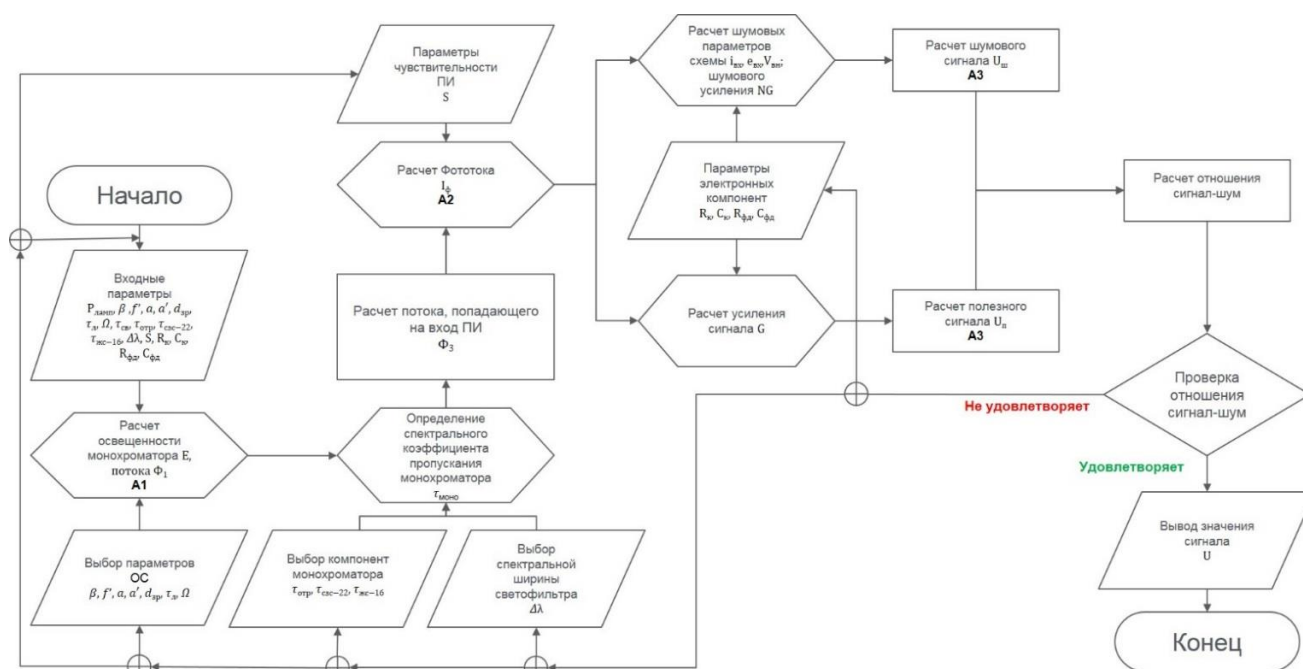 Начало
Входные
параметры
Pламп, β ,f′, a, a′, dзр,
τл, Ω, τсв, τотр, τсзс−22,
τжс−16, Δλ, S, Rк, Cк,
Rфд, Cфд
Расчет
освещенности
монохроматора E,
потока Φ1
A1
Выбор параметров
ОС
β, f′, a, a′, dзр, τл, Ω
Параметры
чувствительности
ПИ
S
Расчет Фототока
Iф
A2
Расчет потока, попадающего
на вход ПИ
Φ3
Определение
спектрального
коэффициента
пропускания
монохроматора
τмоно
Выбор компонент
монохроматора
τотр, τсзс−22, τжс−16
Выбор
спектральной
ширины
светофильтра
Δλ
Расчет шумовых
параметров
схемы iвх, eвх, Vвн;
шумового
усиления NG
Параметры
электронных
компонент
Rк, Cк, Rфд, Cфд
Расчет усиления
сигнала G
Расчет шумового
сигнала Uш
A3
Расчет полезного
сигнала Uп
A3
Расчет отношения
сигнал-шум
Проверка
отношения
сигнал-шум
Не удовлетворяет
Удовлетворяет
Вывод значения
сигнала
U
Конец